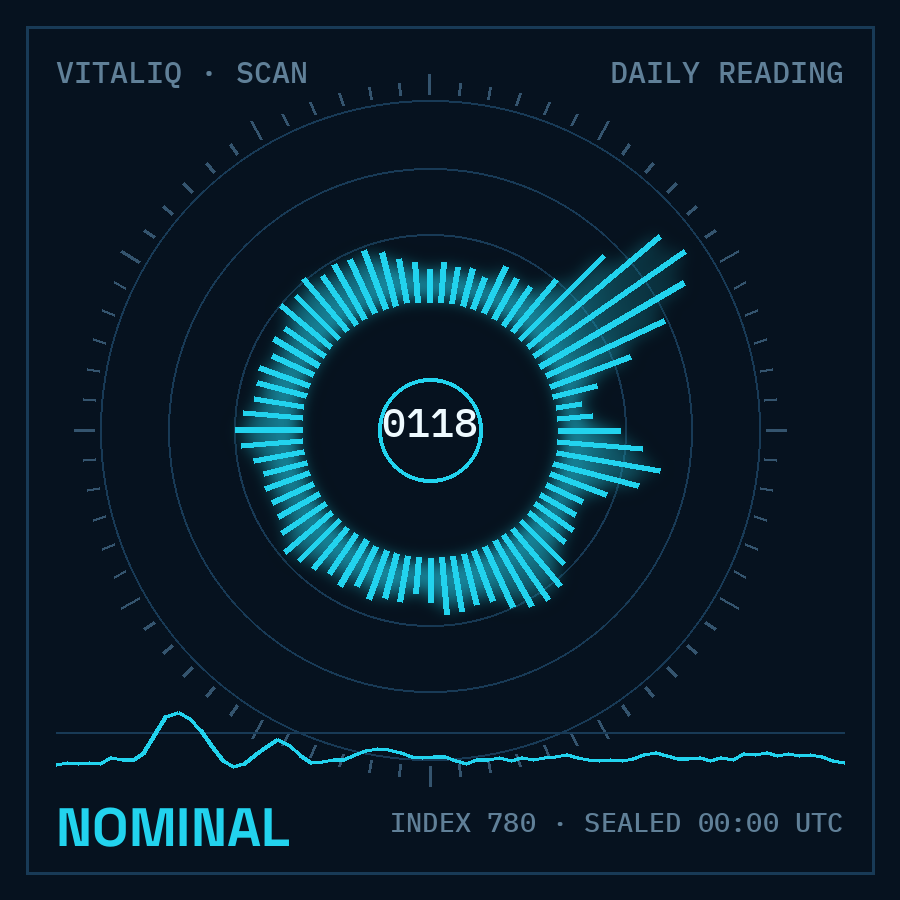 VITALIQ · SCAN
DAILY READING
0118
NOMINAL
INDEX 780 · SEALED 00:00 UTC